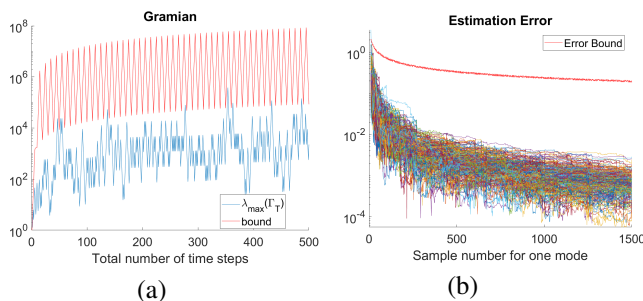 Gramian
10^8
10^6
10^4
10^2
10^0
0 100 200 300 400 500
λ_max(Γ_T)
bound
Total number of time steps
(a)
Estimation Error
Error Bound
10^0
10^-2
10^-4
0 500 1000 1500
Sample number for one mode
(b)